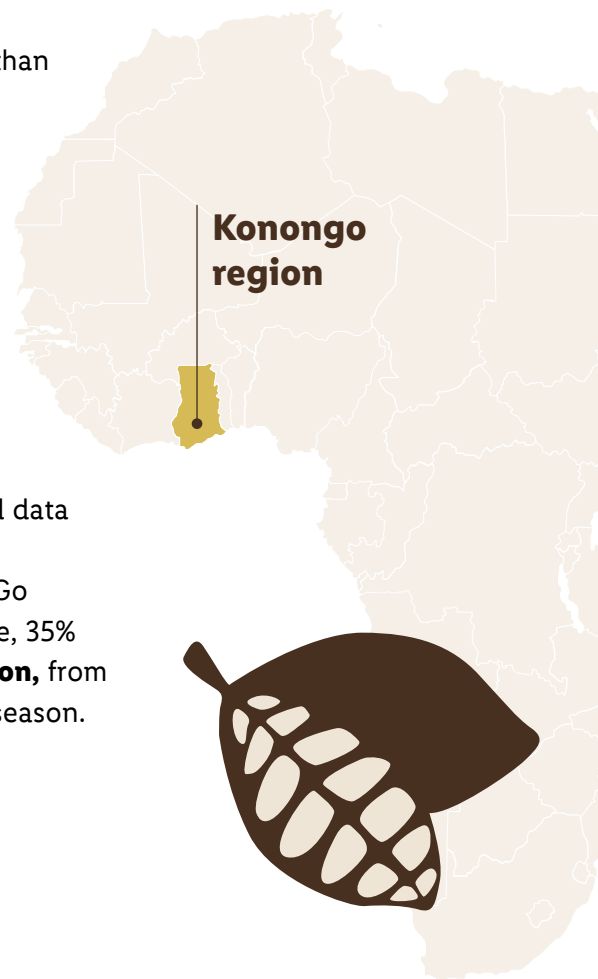 than
Konongo
region
l data
Go
e, 35%
on, from
season.